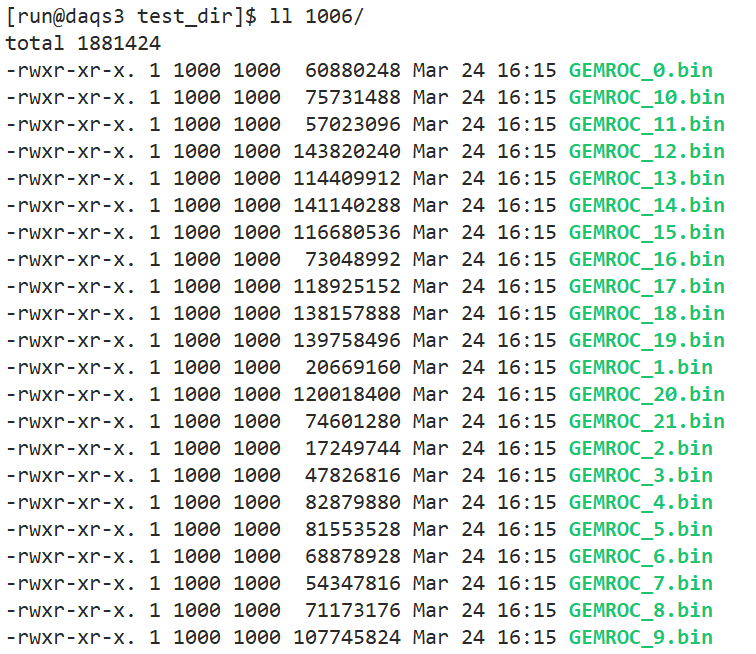 [run@daqs3 test_dir]$ ll 1006/
total 1881424
-rwxr-xr-x. 1 1000 1000  60880248 Mar 24 16:15 GEMROC_0.bin
-rwxr-xr-x. 1 1000 1000  75731488 Mar 24 16:15 GEMROC_10.bin
-rwxr-xr-x. 1 1000 1000  57023096 Mar 24 16:15 GEMROC_11.bin
-rwxr-xr-x. 1 1000 1000 143820240 Mar 24 16:15 GEMROC_12.bin
-rwxr-xr-x. 1 1000 1000 114409912 Mar 24 16:15 GEMROC_13.bin
-rwxr-xr-x. 1 1000 1000 141140288 Mar 24 16:15 GEMROC_14.bin
-rwxr-xr-x. 1 1000 1000 116680536 Mar 24 16:15 GEMROC_15.bin
-rwxr-xr-x. 1 1000 1000  73048992 Mar 24 16:15 GEMROC_16.bin
-rwxr-xr-x. 1 1000 1000 118925152 Mar 24 16:15 GEMROC_17.bin
-rwxr-xr-x. 1 1000 1000 138157888 Mar 24 16:15 GEMROC_18.bin
-rwxr-xr-x. 1 1000 1000 139758496 Mar 24 16:15 GEMROC_19.bin
-rwxr-xr-x. 1 1000 1000  20669160 Mar 24 16:15 GEMROC_1.bin
-rwxr-xr-x. 1 1000 1000 120018400 Mar 24 16:15 GEMROC_20.bin
-rwxr-xr-x. 1 1000 1000  74601280 Mar 24 16:15 GEMROC_21.bin
-rwxr-xr-x. 1 1000 1000  17249744 Mar 24 16:15 GEMROC_2.bin
-rwxr-xr-x. 1 1000 1000  47826816 Mar 24 16:15 GEMROC_3.bin
-rwxr-xr-x. 1 1000 1000  82879880 Mar 24 16:15 GEMROC_4.bin
-rwxr-xr-x. 1 1000 1000  81553528 Mar 24 16:15 GEMROC_5.bin
-rwxr-xr-x. 1 1000 1000  68878928 Mar 24 16:15 GEMROC_6.bin
-rwxr-xr-x. 1 1000 1000  54347816 Mar 24 16:15 GEMROC_7.bin
-rwxr-xr-x. 1 1000 1000  71173176 Mar 24 16:15 GEMROC_8.bin
-rwxr-xr-x. 1 1000 1000 107745824 Mar 24 16:15 GEMROC_9.bin